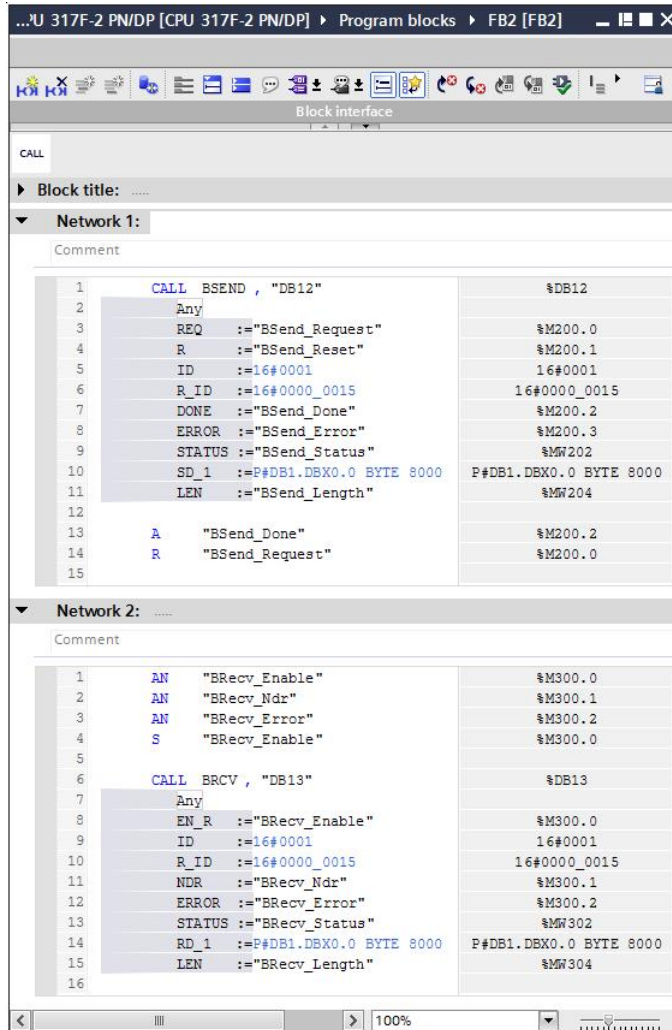 ...'U 317F-2 PN/DP [CPU 317F-2 PN/DP] ▸ Program blocks ▸ FB2 [FB2]
Block interface
CALL
Block title: .....
Network 1:
Comment
1 CALL BSEND , "DB12" %DB12
2 Any
3 REQ :="BSend_Request" %M200.0
4 R :="BSend_Reset" %M200.1
5 ID :=16#0001 16#0001
6 R_ID :=16#0000_0015 16#0000_0015
7 DONE :="BSend_Done" %M200.2
8 ERROR :="BSend_Error" %M200.3
9 STATUS :="BSend_Status" %MW202
10 SD_1 :=P#DB1.DBX0.0 BYTE 8000 P#DB1.DBX0.0 BYTE 8000
11 LEN :="BSend_Length" %MW204
12
13 A "BSend_Done" %M200.2
14 R "BSend_Request" %M200.0
15
Network 2: .....
Comment
1 AN "BRecv_Enable" %M300.0
2 AN "BRecv_Ndr" %M300.1
3 AN "BRecv_Error" %M300.2
4 S "BRecv_Enable" %M300.0
5
6 CALL BRCV , "DB13" %DB13
7 Any
8 EN_R :="BRecv_Enable" %M300.0
9 ID :=16#0001 16#0001
10 R_ID :=16#0000_0015 16#0000_0015
11 NDR :="BRecv_Ndr" %M300.1
12 ERROR :="BRecv_Error" %M300.2
13 STATUS :="BRecv_Status" %MW302
14 RD_1 :=P#DB1.DBX0.0 BYTE 8000 P#DB1.DBX0.0 BYTE 8000
15 LEN :="BRecv_Length" %MW304
16
100%